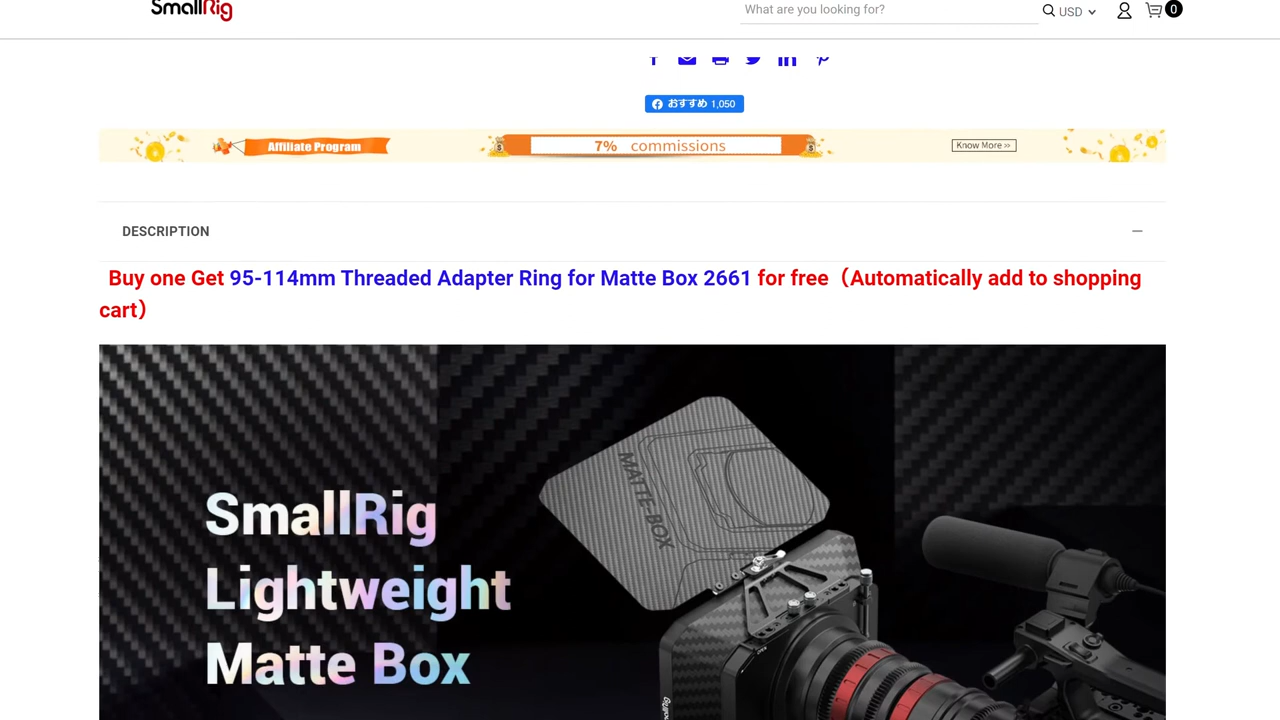 SmallRig
What are you looking for?
USD
0
おすすめ 1,050
Affiliate Program
7% commissions
Know More >>
DESCRIPTION
Buy one Get 95-114mm Threaded Adapter Ring for Matte Box 2661 for free（Automatically add to shopping
cart）
MATTE-BOX
SmallRig
Lightweight
Matte Box
SmallRig